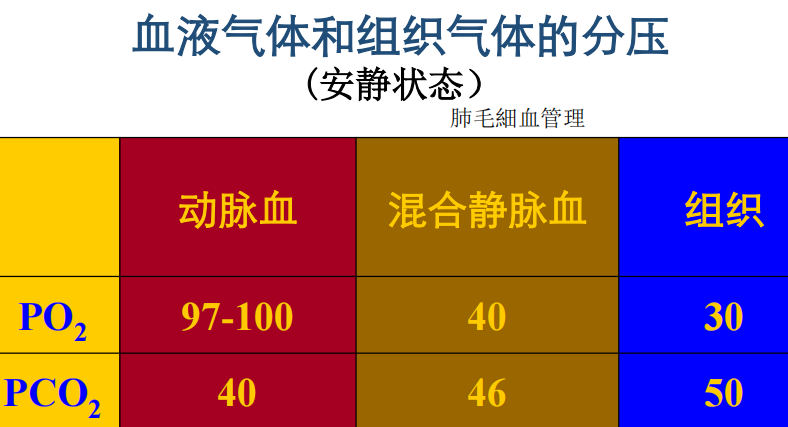 血液气体和组织气体的分压
(安静状态）
肺毛細血管理
动脉血 混合静脉血 组织
PO₂ 97-100 40 30
PCO₂ 40 46 50